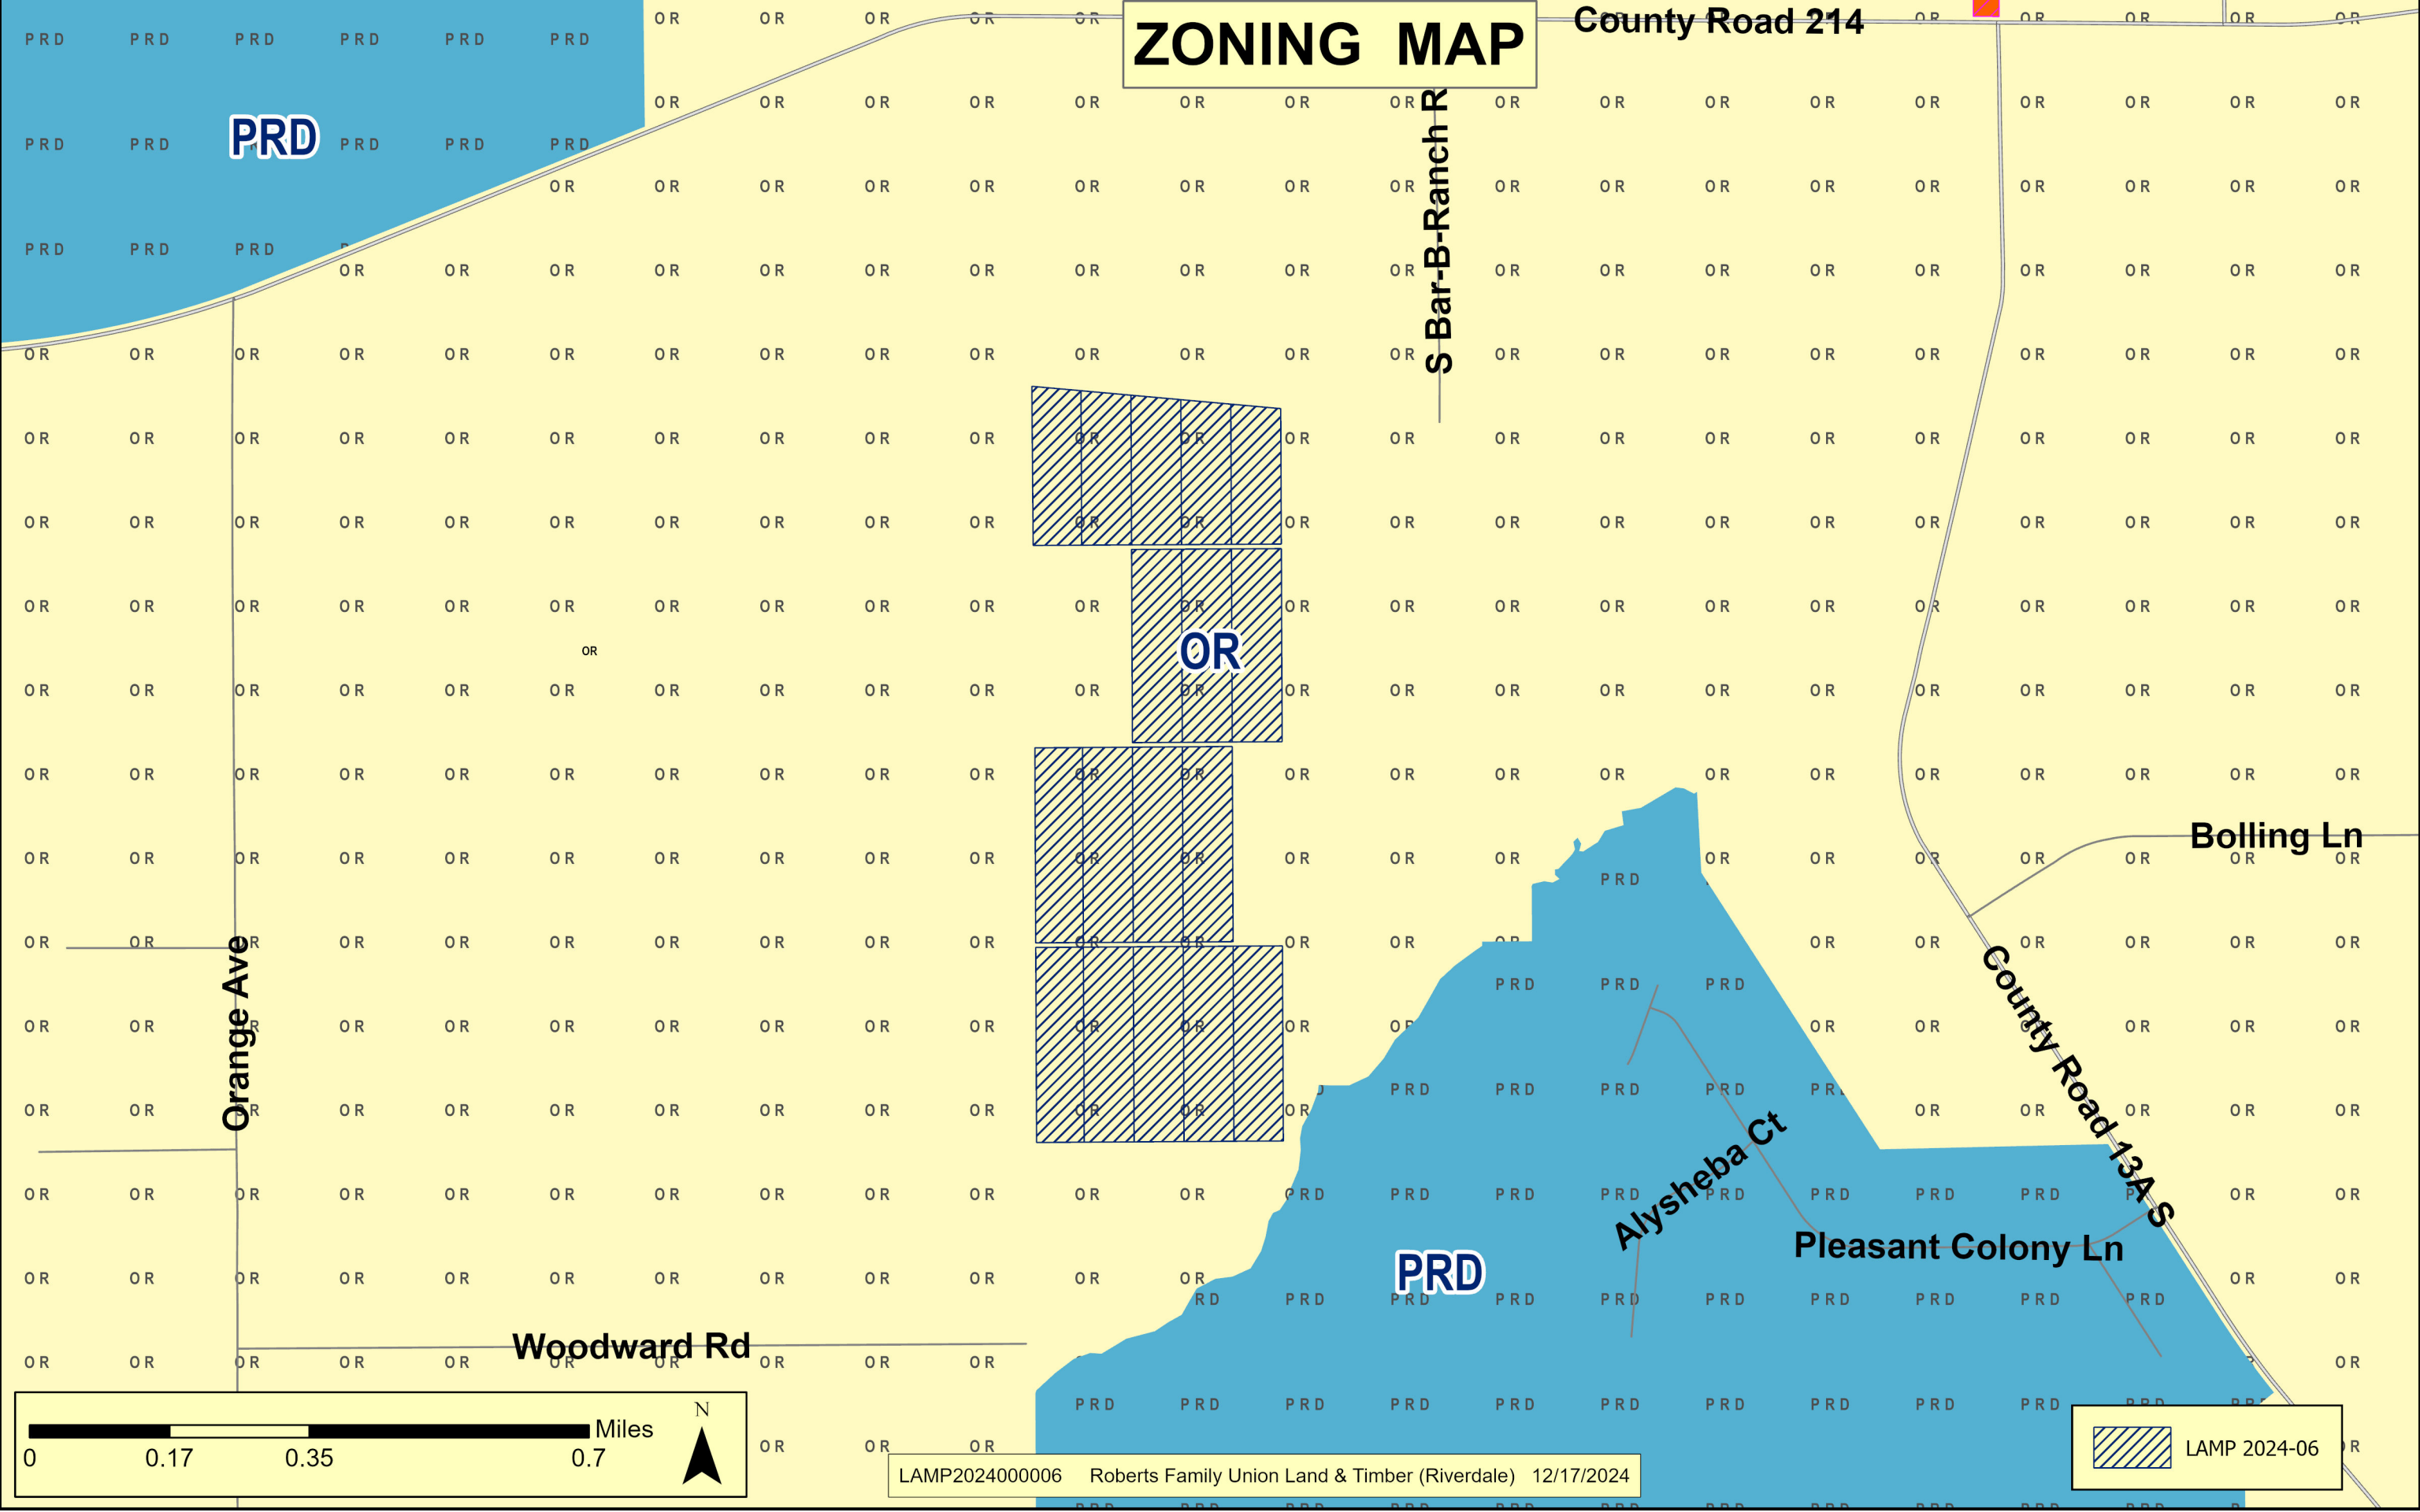 ZONING MAP
County Road 214
PRD
S Bar-B-Ranch R
OR
OR
Bolling Ln
Orange Ave
County Road 13A S
Alysheba Ct
Pleasant Colony Ln
PRD
Woodward Rd
N
Miles
0 0.17 0.35 0.7
LAMP 2024-06
LAMP2024000006 Roberts Family Union Land & Timber (Riverdale) 12/17/2024